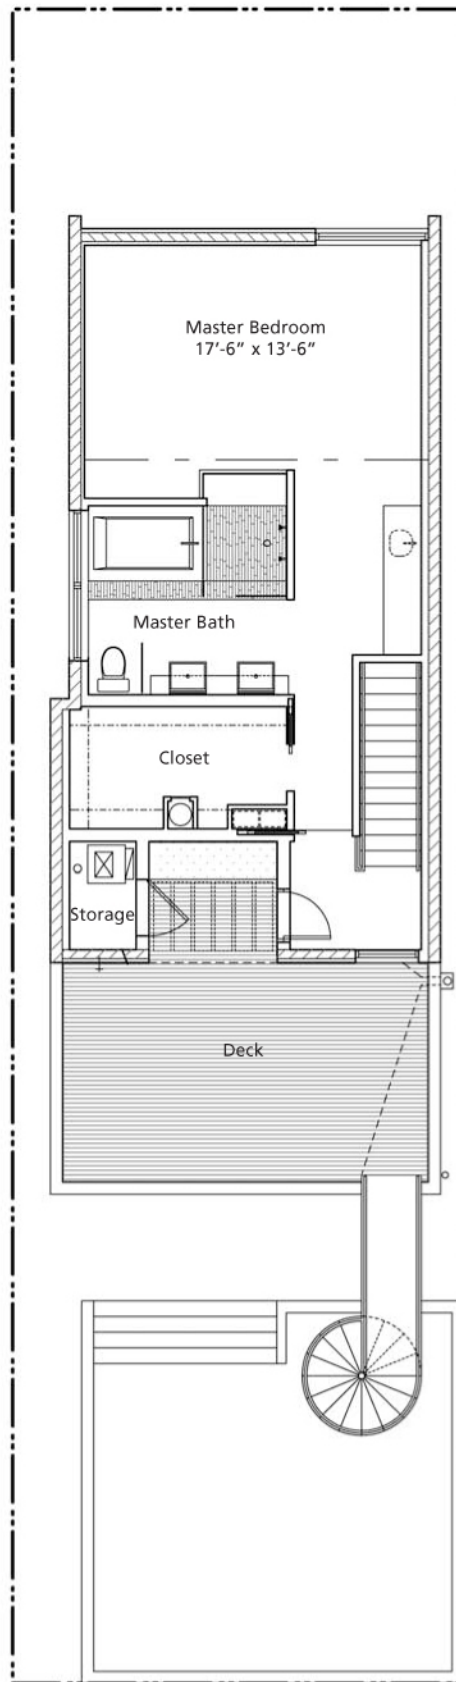 Master Bedroom
17’-6” x 13’-6”
Master Bath
Closet
Storage
Deck